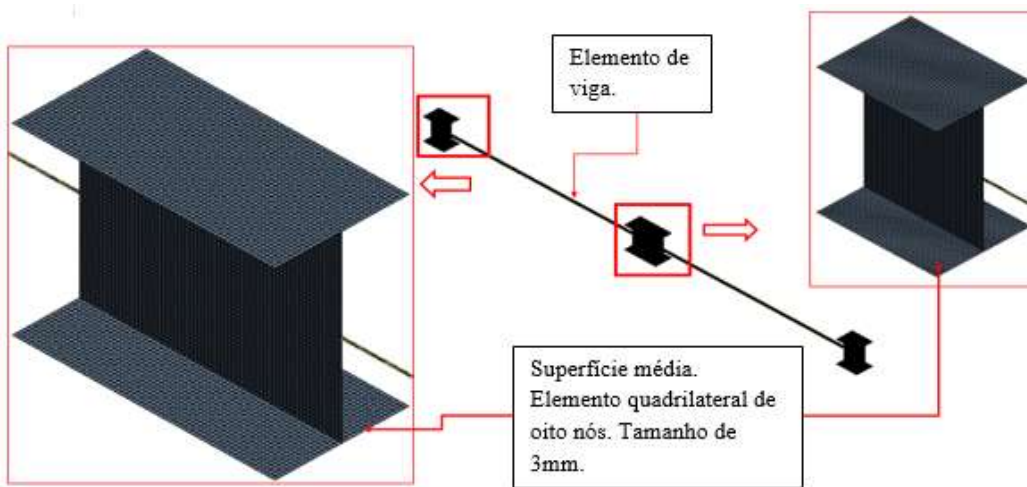 Elemento de
viga.
Superfície média.
Elemento quadrilateral de
oito nós. Tamanho de
3mm.